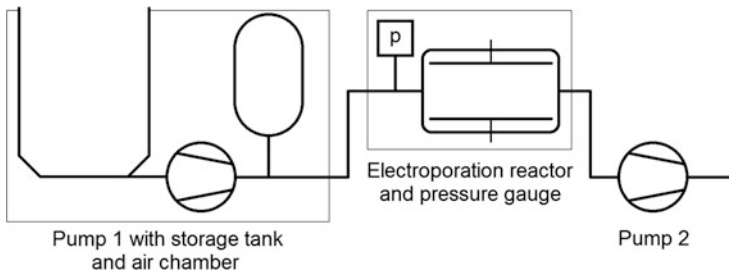 p
Electroporation reactor
and pressure gauge
Pump 1 with storage tank
and air chamber
Pump 2